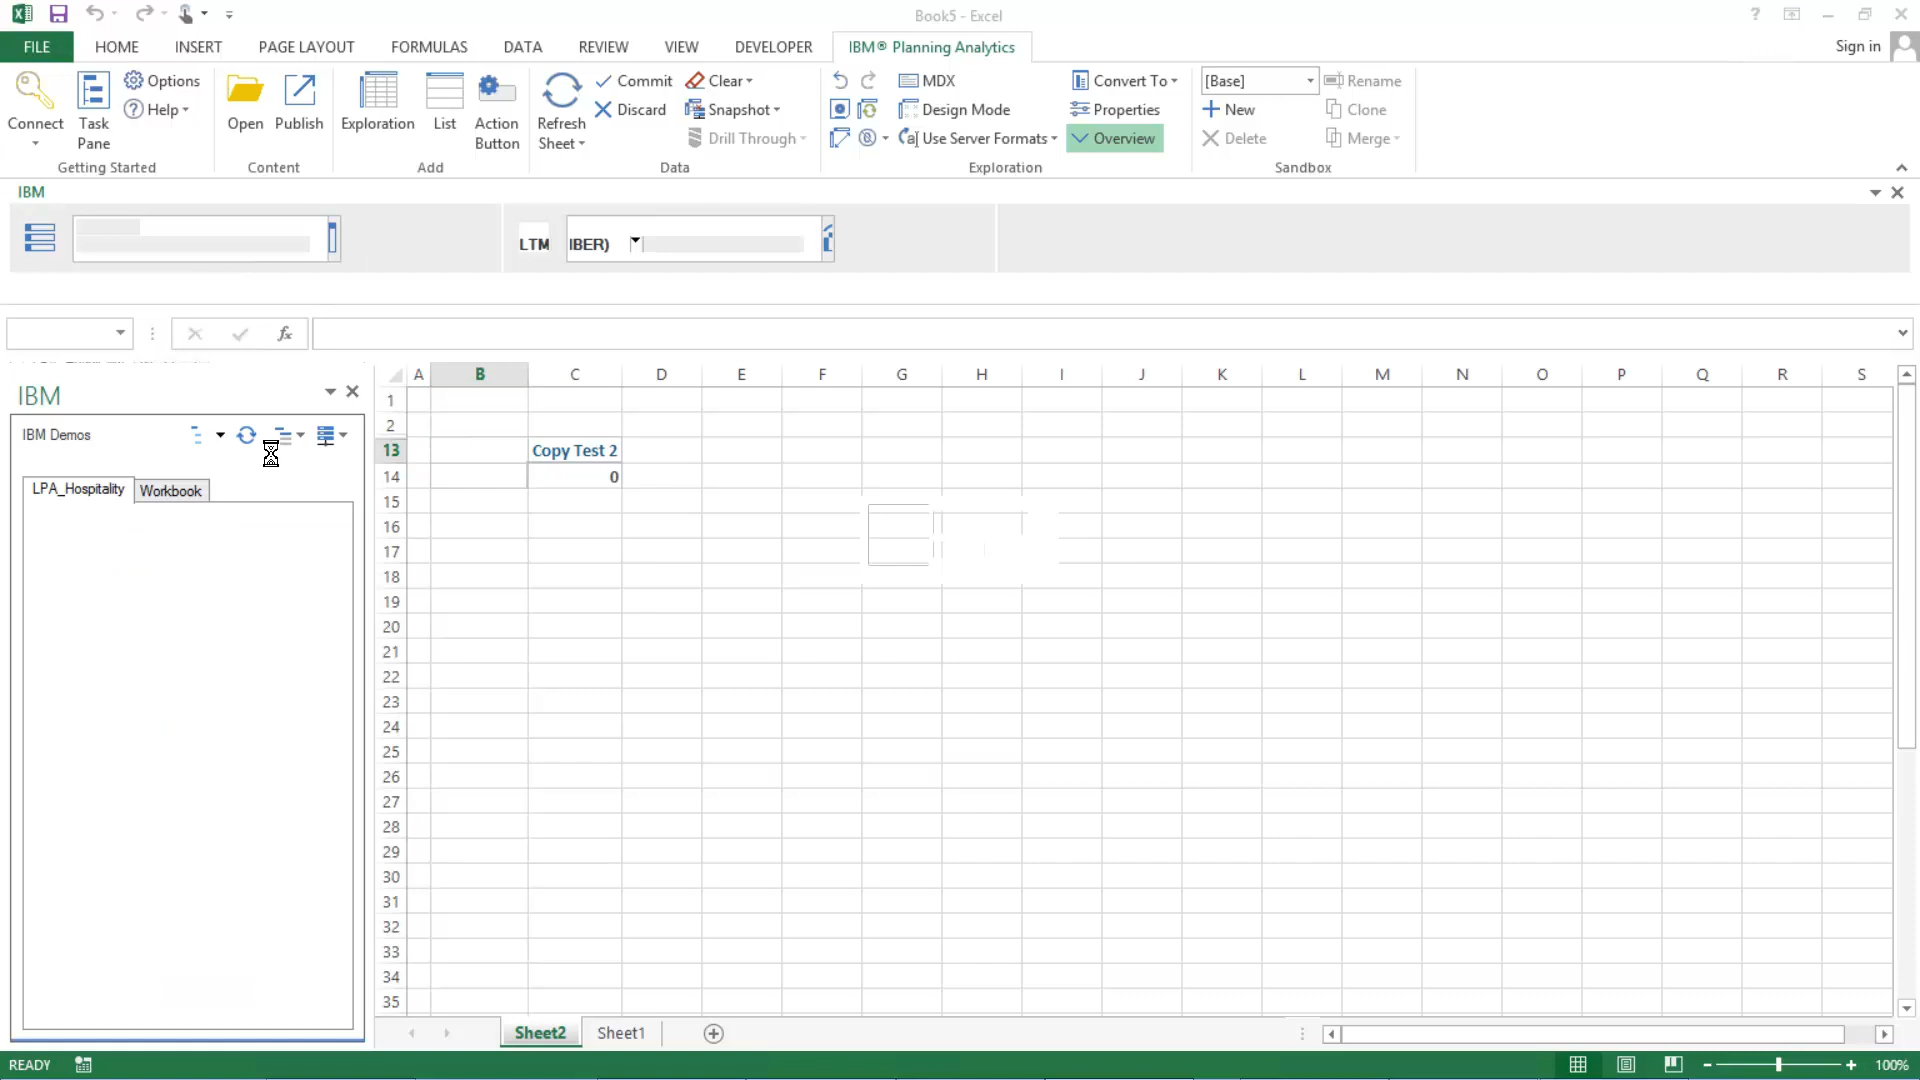 Book5 - Excel
?
FILE HOME INSERT PAGE LAYOUT FORMULAS DATA REVIEW VIEW DEVELOPER IBM® Planning Analytics Sign in
Connect Task Pane Options Help Getting Started
Open Publish Content
Exploration List Action Button Add
Refresh Sheet Commit Discard Clear Snapshot Drill Through Data
MDX Design Mode Use Server Formats Convert To Properties Overview Exploration
[Base] New Delete Rename Clone Merge Sandbox
IBM
LTM IBER)
fx
IBM
IBM Demos
LPA_Hospitality Workbook
A B C D E F G H I J K L M N O P Q R S
1
2
13 Copy Test 2
14 0
15
16
17
18
19
20
21
22
23
24
25
26
27
28
29
30
31
32
33
34
35
Sheet2 Sheet1
READY 100%